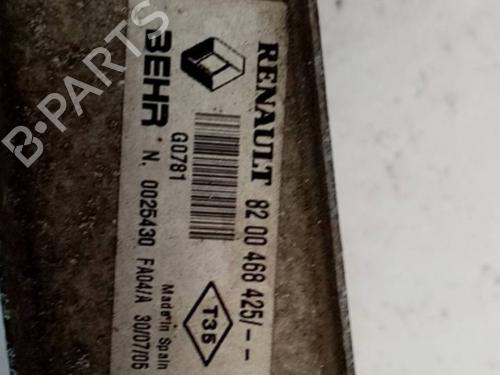 RENAULT 82 00 468 425/--
BEHR
G0781
N. 0025430 FA04/A 30/07/05
Made in Spain
T35
B-PARTS